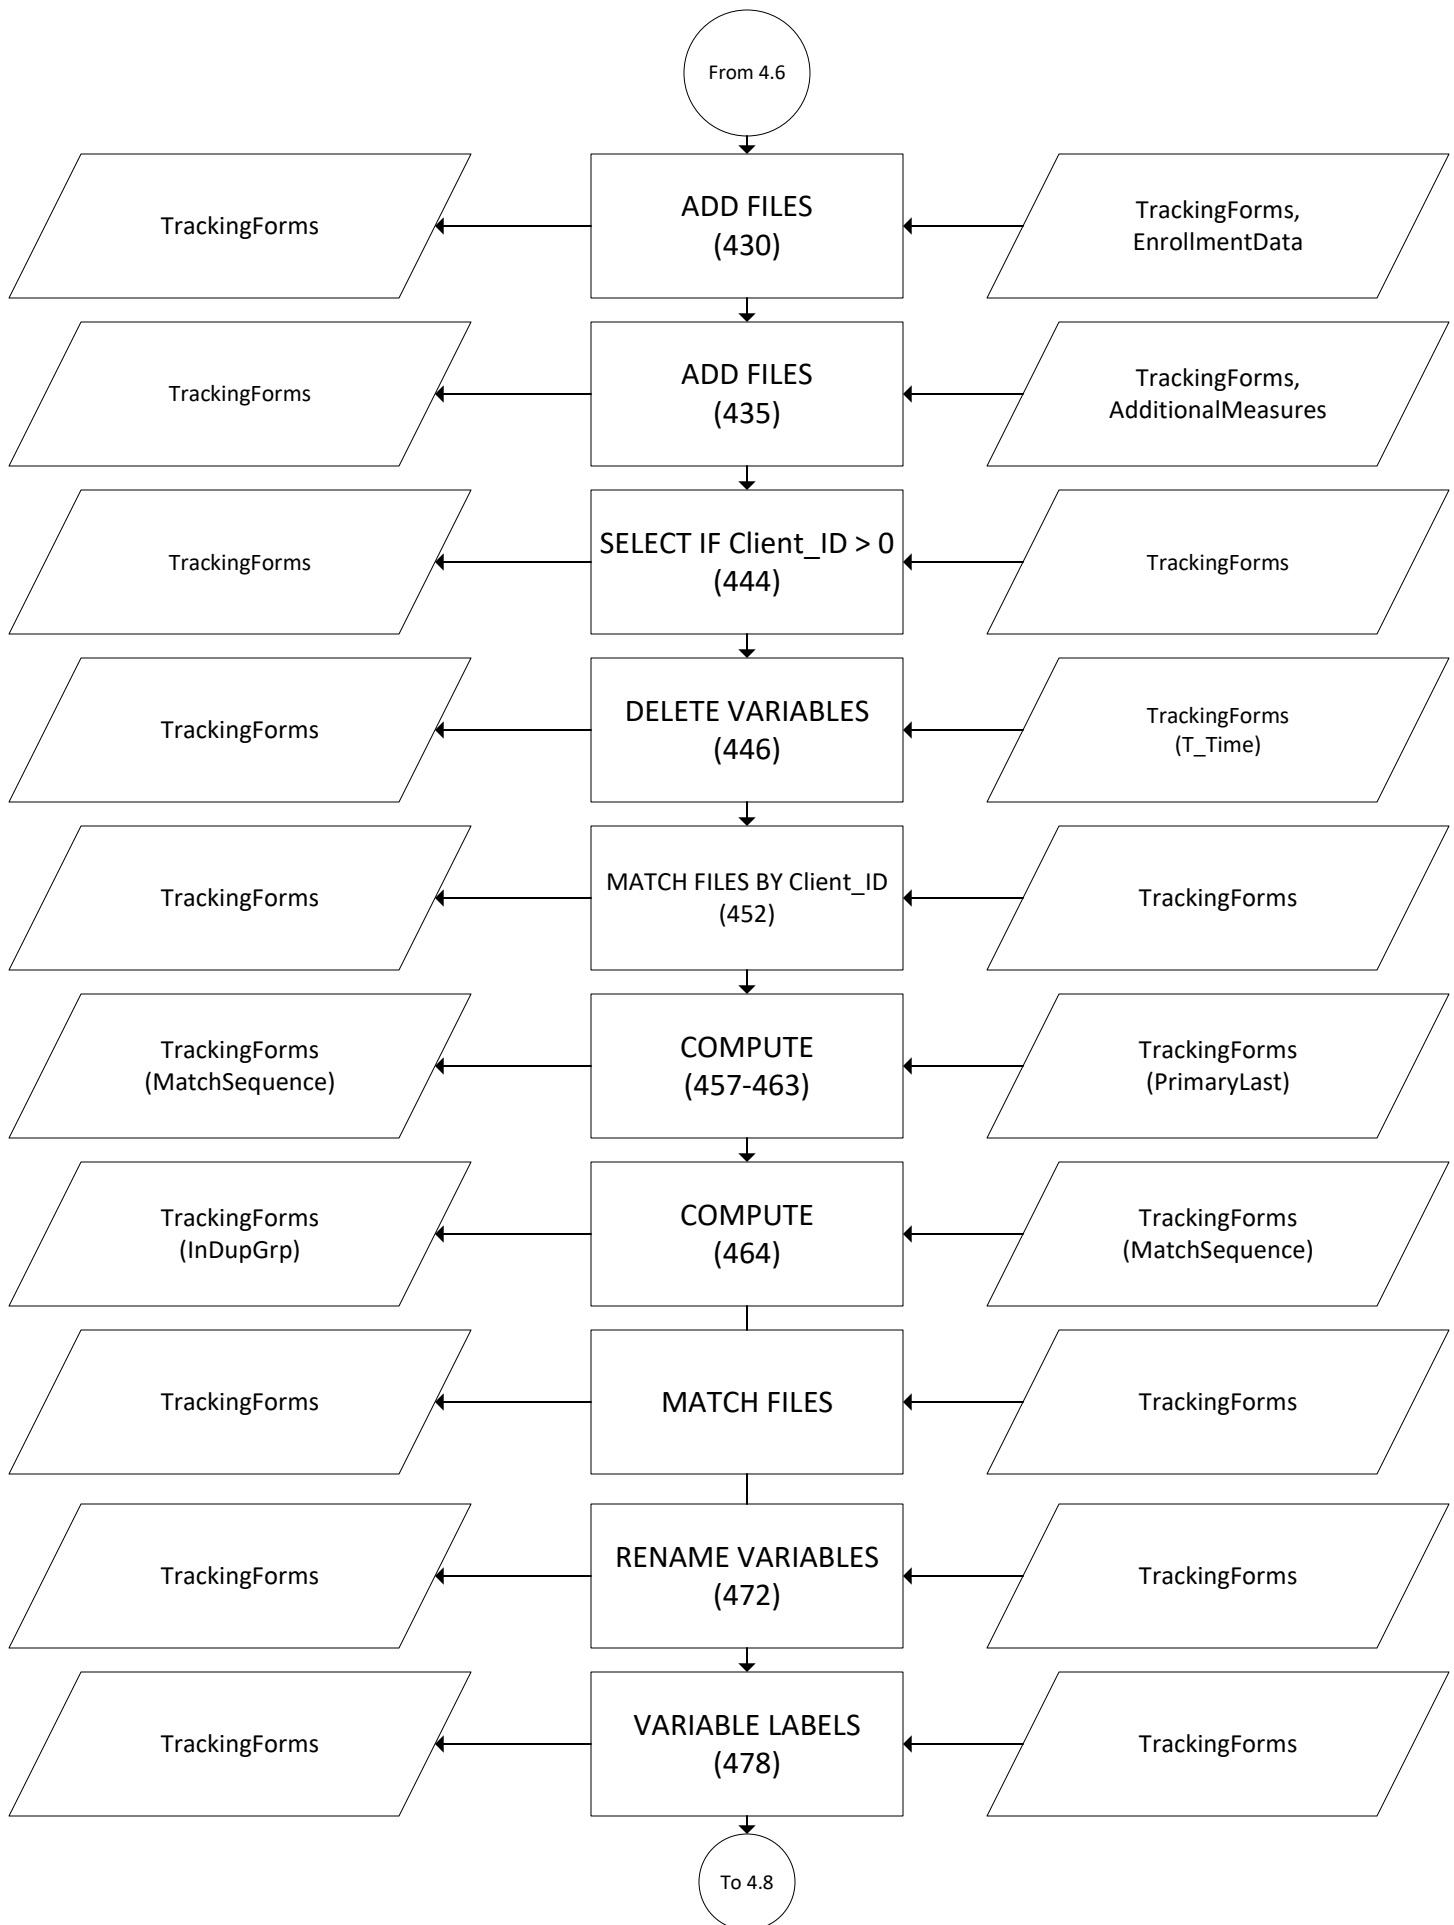 From 4.6
TrackingForms
ADD FILES
(430)
TrackingForms,
EnrollmentData
TrackingForms
ADD FILES
(435)
TrackingForms,
AdditionalMeasures
TrackingForms
SELECT IF Client_ID > 0
(444)
TrackingForms
TrackingForms
DELETE VARIABLES
(446)
TrackingForms
(T_Time)
TrackingForms
MATCH FILES BY Client_ID
(452)
TrackingForms
TrackingForms
(MatchSequence)
COMPUTE
(457-463)
TrackingForms
(PrimaryLast)
TrackingForms
(InDupGrp)
COMPUTE
(464)
TrackingForms
(MatchSequence)
TrackingForms
MATCH FILES
TrackingForms
TrackingForms
RENAME VARIABLES
(472)
TrackingForms
TrackingForms
VARIABLE LABELS
(478)
TrackingForms
To 4.8